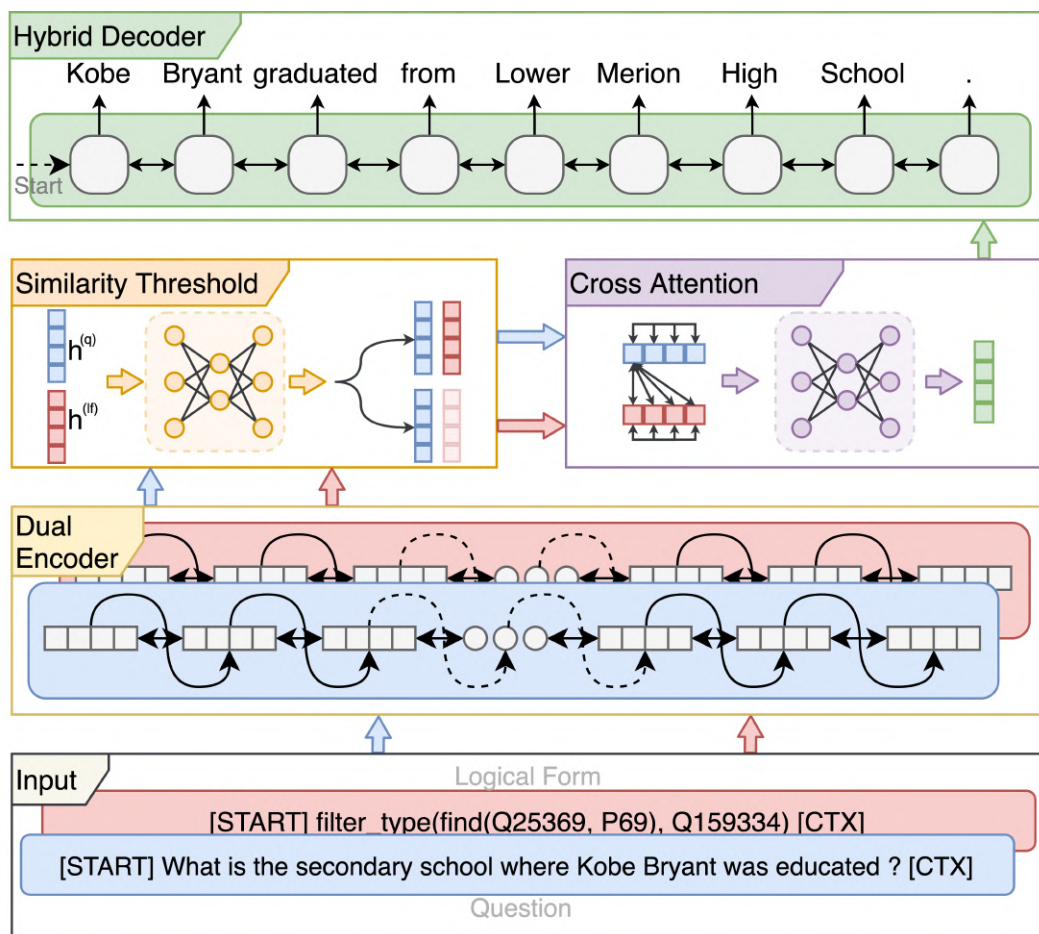 Hybrid Decoder
Kobe Bryant graduated from Lower Merion High School .
Start
Similarity Threshold
h(q)
h(lf)
Cross Attention
Dual
Encoder
Input
Logical Form
[START] filter_type(find(Q25369, P69), Q159334) [CTX]
[START] What is the secondary school where Kobe Bryant was educated ? [CTX]
Question